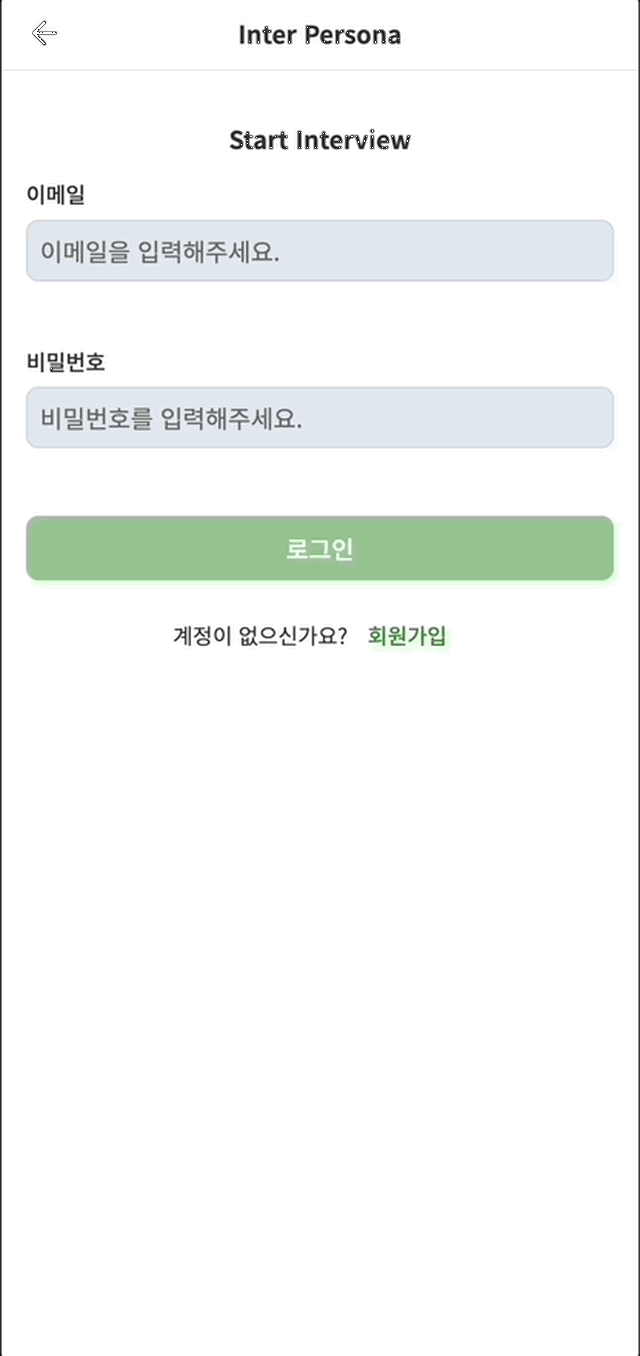 Inter Persona
Start Interview
이메일
이메일을 입력해주세요.
비밀번호
비밀번호를 입력해주세요.
로그인
계정이 없으신가요? 회원가입